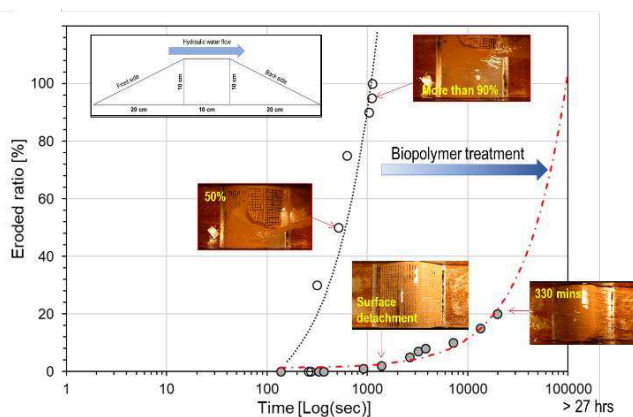 Hydraulic water flow
Front side
10 cm
10 cm
Back side
20 cm
10 cm
20 cm
More than 90%
Biopolymer treatment
50%
Surface
detachment
330 mins
Eroded ratio [%]
100
80
60
40
20
0
1
10
100
1000
10000
100000
Time [Log(sec)]
> 27 hrs